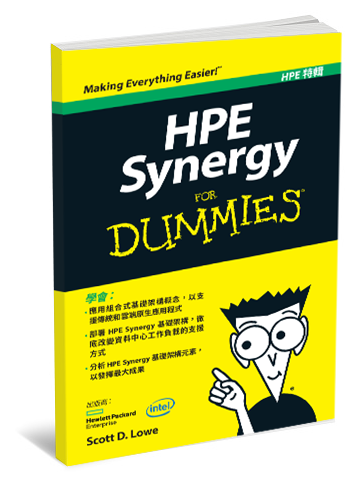 Making Everything Easier!™
HPE 特輯
HPE
Synergy
FOR
DUMMIES®
學會：
· 應用組合式基礎架構概念，以支
援傳統和雲端原生應用程式
· 部署 HPE Synergy 基礎架構，徹
底改變資料中心工作負載的支援
方式
· 分析 HPE Synergy 基礎架構元素，
以發揮最大成果
出版商：
Hewlett Packard
Enterprise
intel
Scott D. Lowe